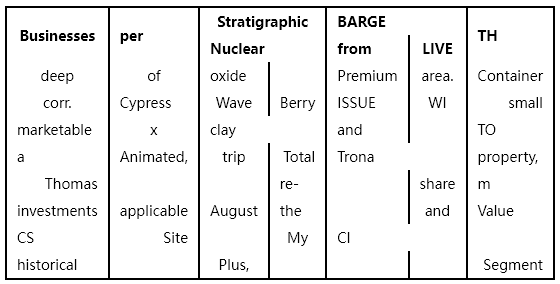 Businesses per Stratigraphic Nuclear BARGE from LIVE TH
deep of oxide Premium area. Container
corr. Cypress Wave Berry ISSUE WI small
marketable x clay and TO
a Animated, trip Total Trona property,
Thomas re- share m
investments applicable August the and Value
CS Site My CI
historical Plus, Segment